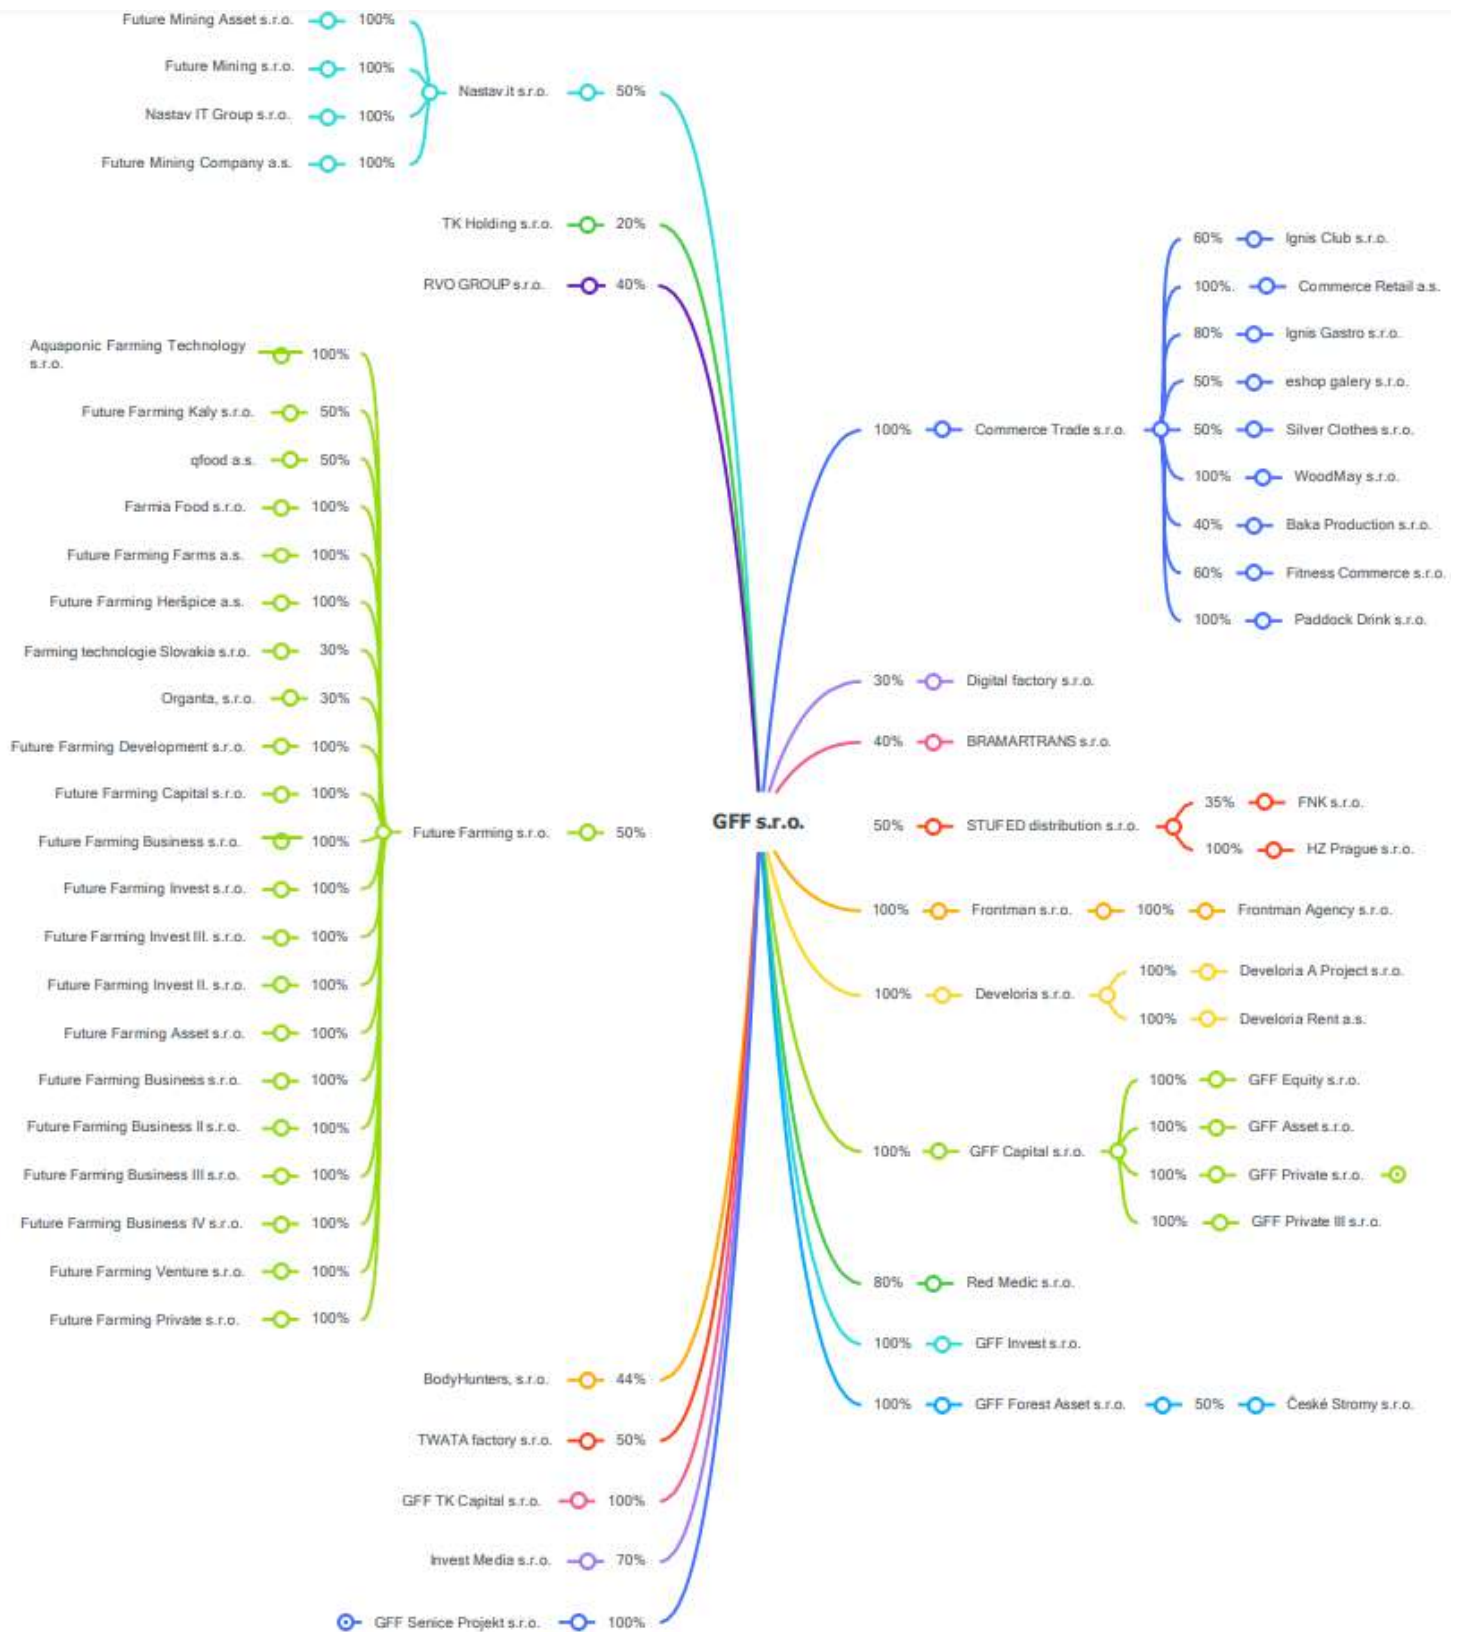 Future Mining Asset s.r.o. 100%
Future Mining s.r.o. 100%
Nastav.it s.r.o. 50%
Nastav IT Group s.r.o. 100%
Future Mining Company a.s. 100%
TK Holding s.r.o. 20%
RVO GROUP s.r.o. 40%
Aquaponic Farming Technology
s.r.o.
100%
Future Farming Kaly s.r.o. 50%
qfood a.s. 50%
Farmia Food s.r.o. 100%
Future Farming Farms a.s. 100%
Future Farming Heršpice a.s. 100%
Farming technologie Slovakia s.r.o. 30%
Organta, s.r.o. 30%
Future Farming Development s.r.o. 100%
Future Farming Capital s.r.o. 100%
Future Farming s.r.o. 50%
Future Farming Business s.r.o. 100%
Future Farming Invest s.r.o. 100%
Future Farming Invest III. s.r.o. 100%
Future Farming Invest II. s.r.o. 100%
Future Farming Asset s.r.o. 100%
Future Farming Business s.r.o. 100%
Future Farming Business II s.r.o. 100%
Future Farming Business III s.r.o. 100%
Future Farming Business IV s.r.o. 100%
Future Farming Venture s.r.o. 100%
Future Farming Private s.r.o. 100%
BodyHunters, s.r.o. 44%
TWATA factory s.r.o. 50%
GFF TK Capital s.r.o. 100%
Invest Media s.r.o. 70%
GFF Senice Projekt s.r.o. 100%
GFF s.r.o.
60% Ignis Club s.r.o.
100%. Commerce Retail a.s.
80% Ignis Gastro s.r.o.
50% eshop galery s.r.o.
100% Commerce Trade s.r.o.
50% Silver Clothes s.r.o.
100% WoodMay s.r.o.
40% Baka Production s.r.o.
60% Fitness Commerce s.r.o.
100% Paddock Drink s.r.o.
30% Digital factory s.r.o.
40% BRAMARTRANS s.r.o.
50% STUFED distribution s.r.o.
35% FNK s.r.o.
100% HZ Prague s.r.o.
100% Frontman s.r.o. 100% Frontman Agency s.r.o.
100% Develoria s.r.o.
100% Develoria A Project s.r.o.
100% Develoria Rent a.s.
100% GFF Capital s.r.o.
100% GFF Equity s.r.o.
100% GFF Asset s.r.o.
100% GFF Private s.r.o.
100% GFF Private III s.r.o.
80% Red Medic s.r.o.
100% GFF Invest s.r.o.
100% GFF Forest Asset s.r.o. 50% České Stromy s.r.o.